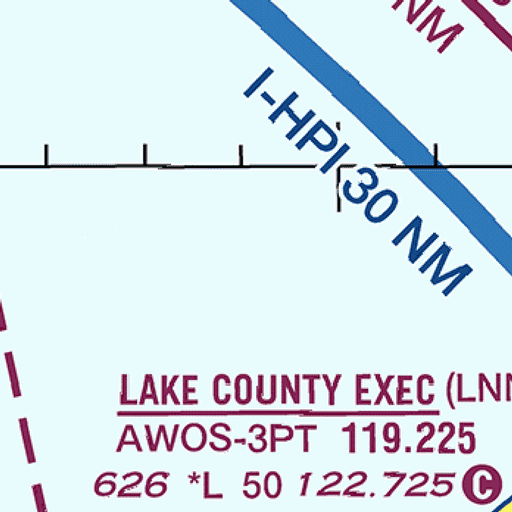 NM
I-HPI 30 NM
LAKE COUNTY EXEC (LNN
AWOS-3PT 119.225
626 *L 50 122.725 C